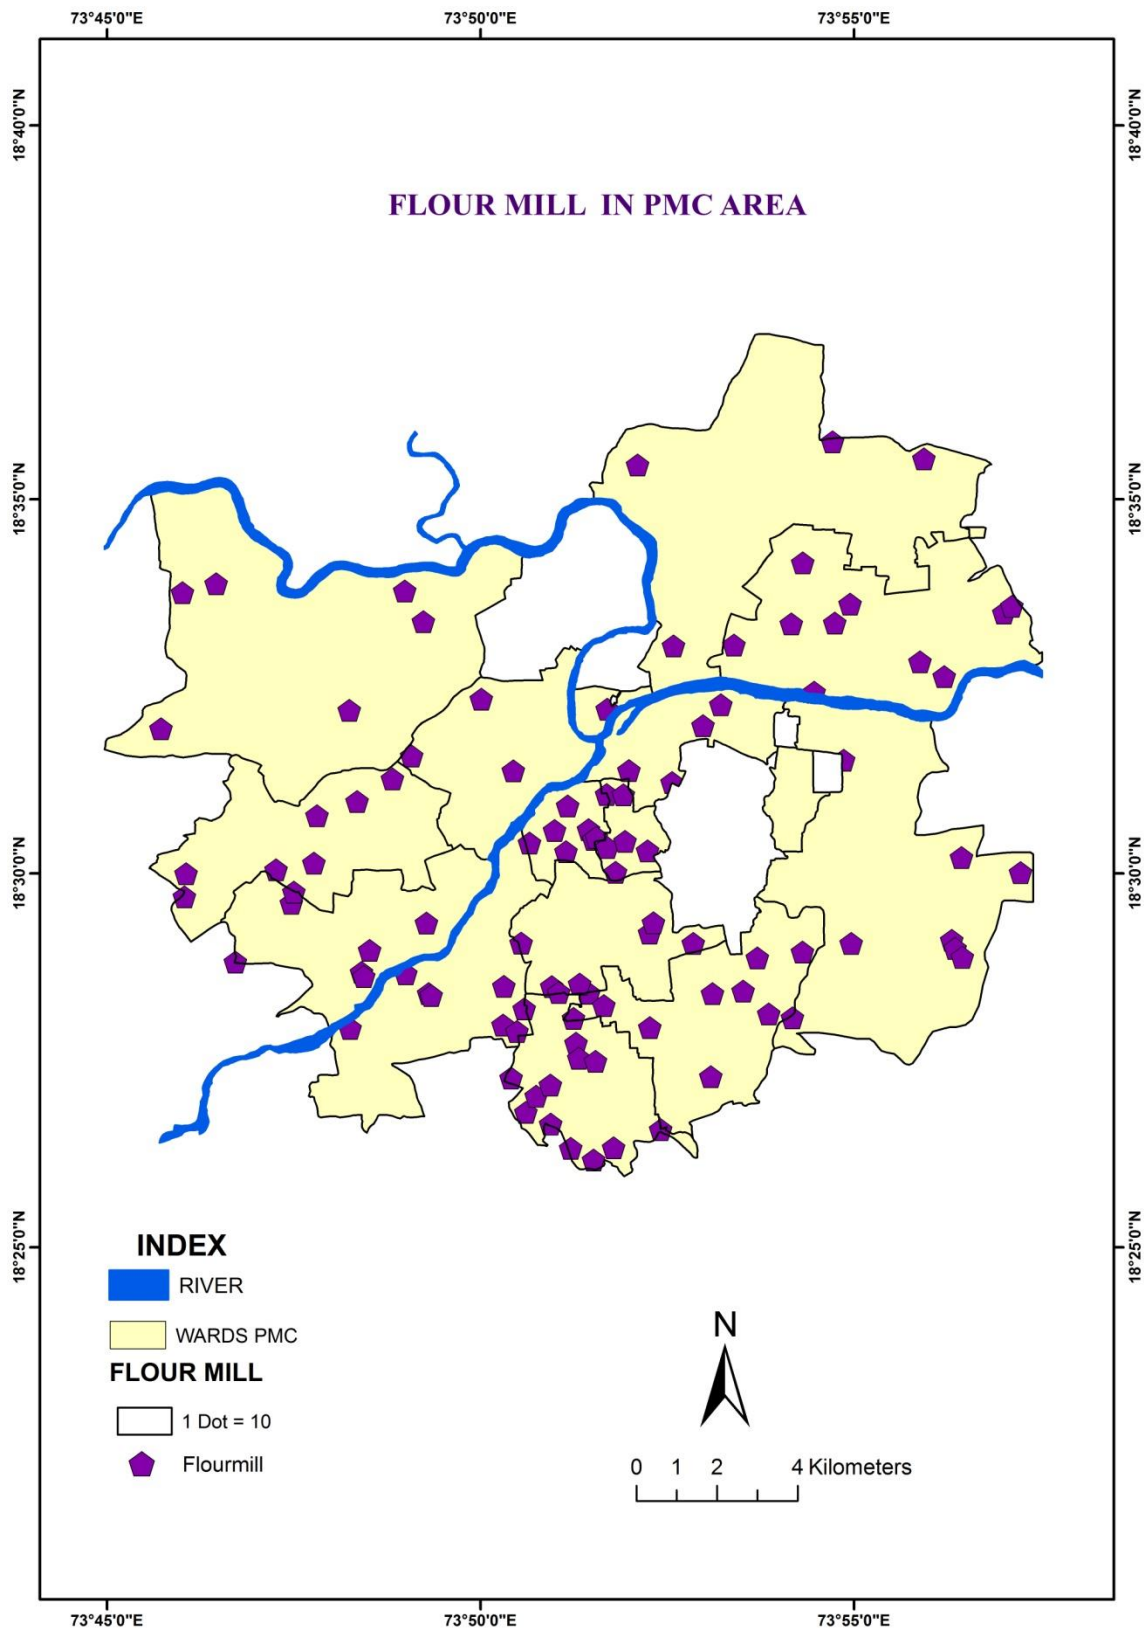 73°45'0"E 73°50'0"E 73°55'0"E
18°40'0"N 18°40'0"N
FLOUR MILL IN PMC AREA
18°35'0"N 18°35'0"N
18°30'0"N 18°30'0"N
18°25'0"N 18°25'0"N
INDEX
RIVER
WARDS PMC
FLOUR MILL
1 Dot = 10
Flourmill
N
0 1 2 4 Kilometers
73°45'0"E 73°50'0"E 73°55'0"E